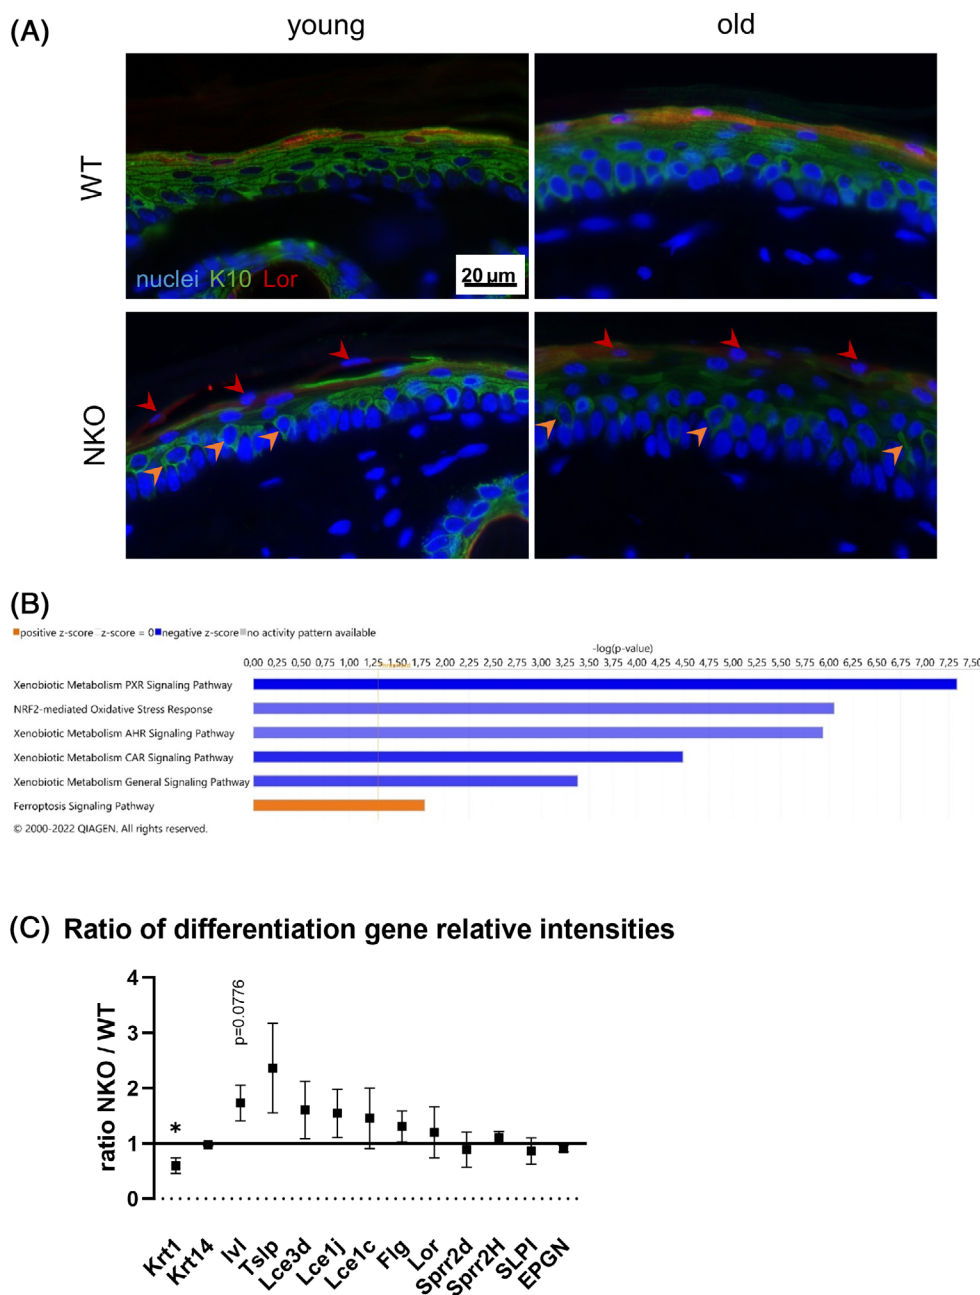 (A) young old
WT
nuclei K10 Lor
20 µm
NKO
(B)
positive z-score z-score = 0 negative z-score no activity pattern available
-log(p-value)
0,00 0,25 0,50 0,75 1,00 1,25 1,50 1,75 2,00 2,25 2,50 2,75 3,00 3,25 3,50 3,75 4,00 4,25 4,50 4,75 5,00 5,25 5,50 5,75 6,00 6,25 6,50 6,75 7,00 7,25 7,50
Xenobiotic Metabolism PXR Signaling Pathway
NRF2-mediated Oxidative Stress Response
Xenobiotic Metabolism AHR Signaling Pathway
Xenobiotic Metabolism CAR Signaling Pathway
Xenobiotic Metabolism General Signaling Pathway
Ferroptosis Signaling Pathway
© 2000-2022 QIAGEN. All rights reserved.
(C) Ratio of differentiation gene relative intensities
ratio NKO / WT
4
3
2
1
0
*
p=0.0776
Krt1
Krt14
Ivl
Tslp
Lce3d
Lce1j
Lce1c
Flg
Lor
Sprr2d
Sprr2H
SLPI
EPGN